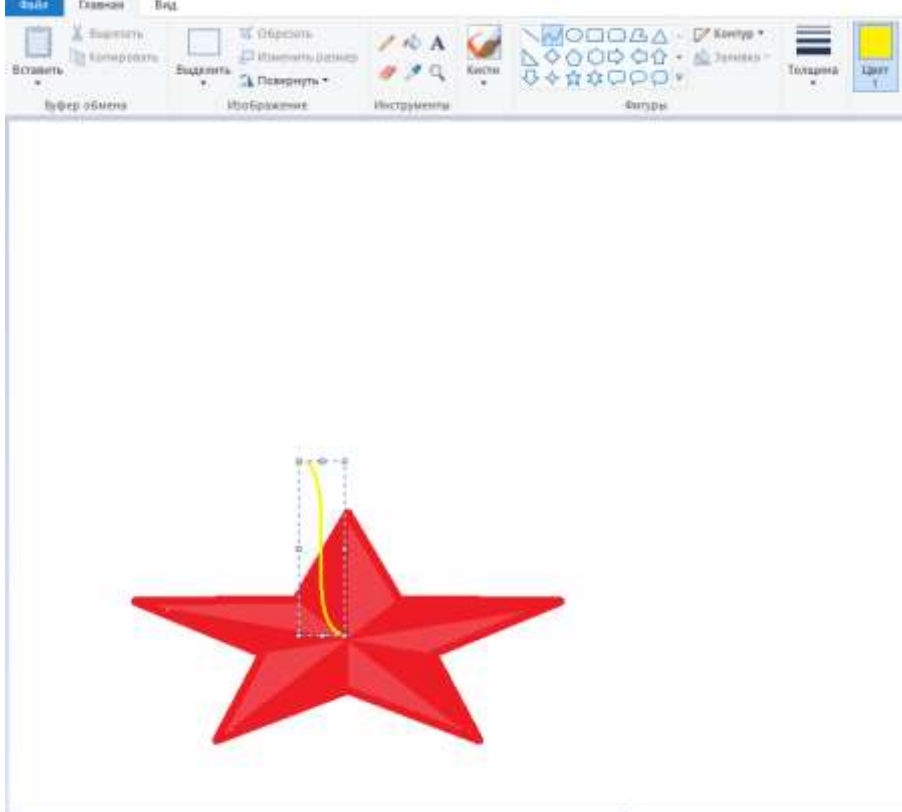 Файл Главная Вид
Вырезать
Копировать
Вставить
Буфер обмена
Обрезать
Изменить размер
Повернуть
Выделить
Изображение
A
Инструменты
Кисти
Контур
Заливка
Фигуры
Толщина
Цвет
1